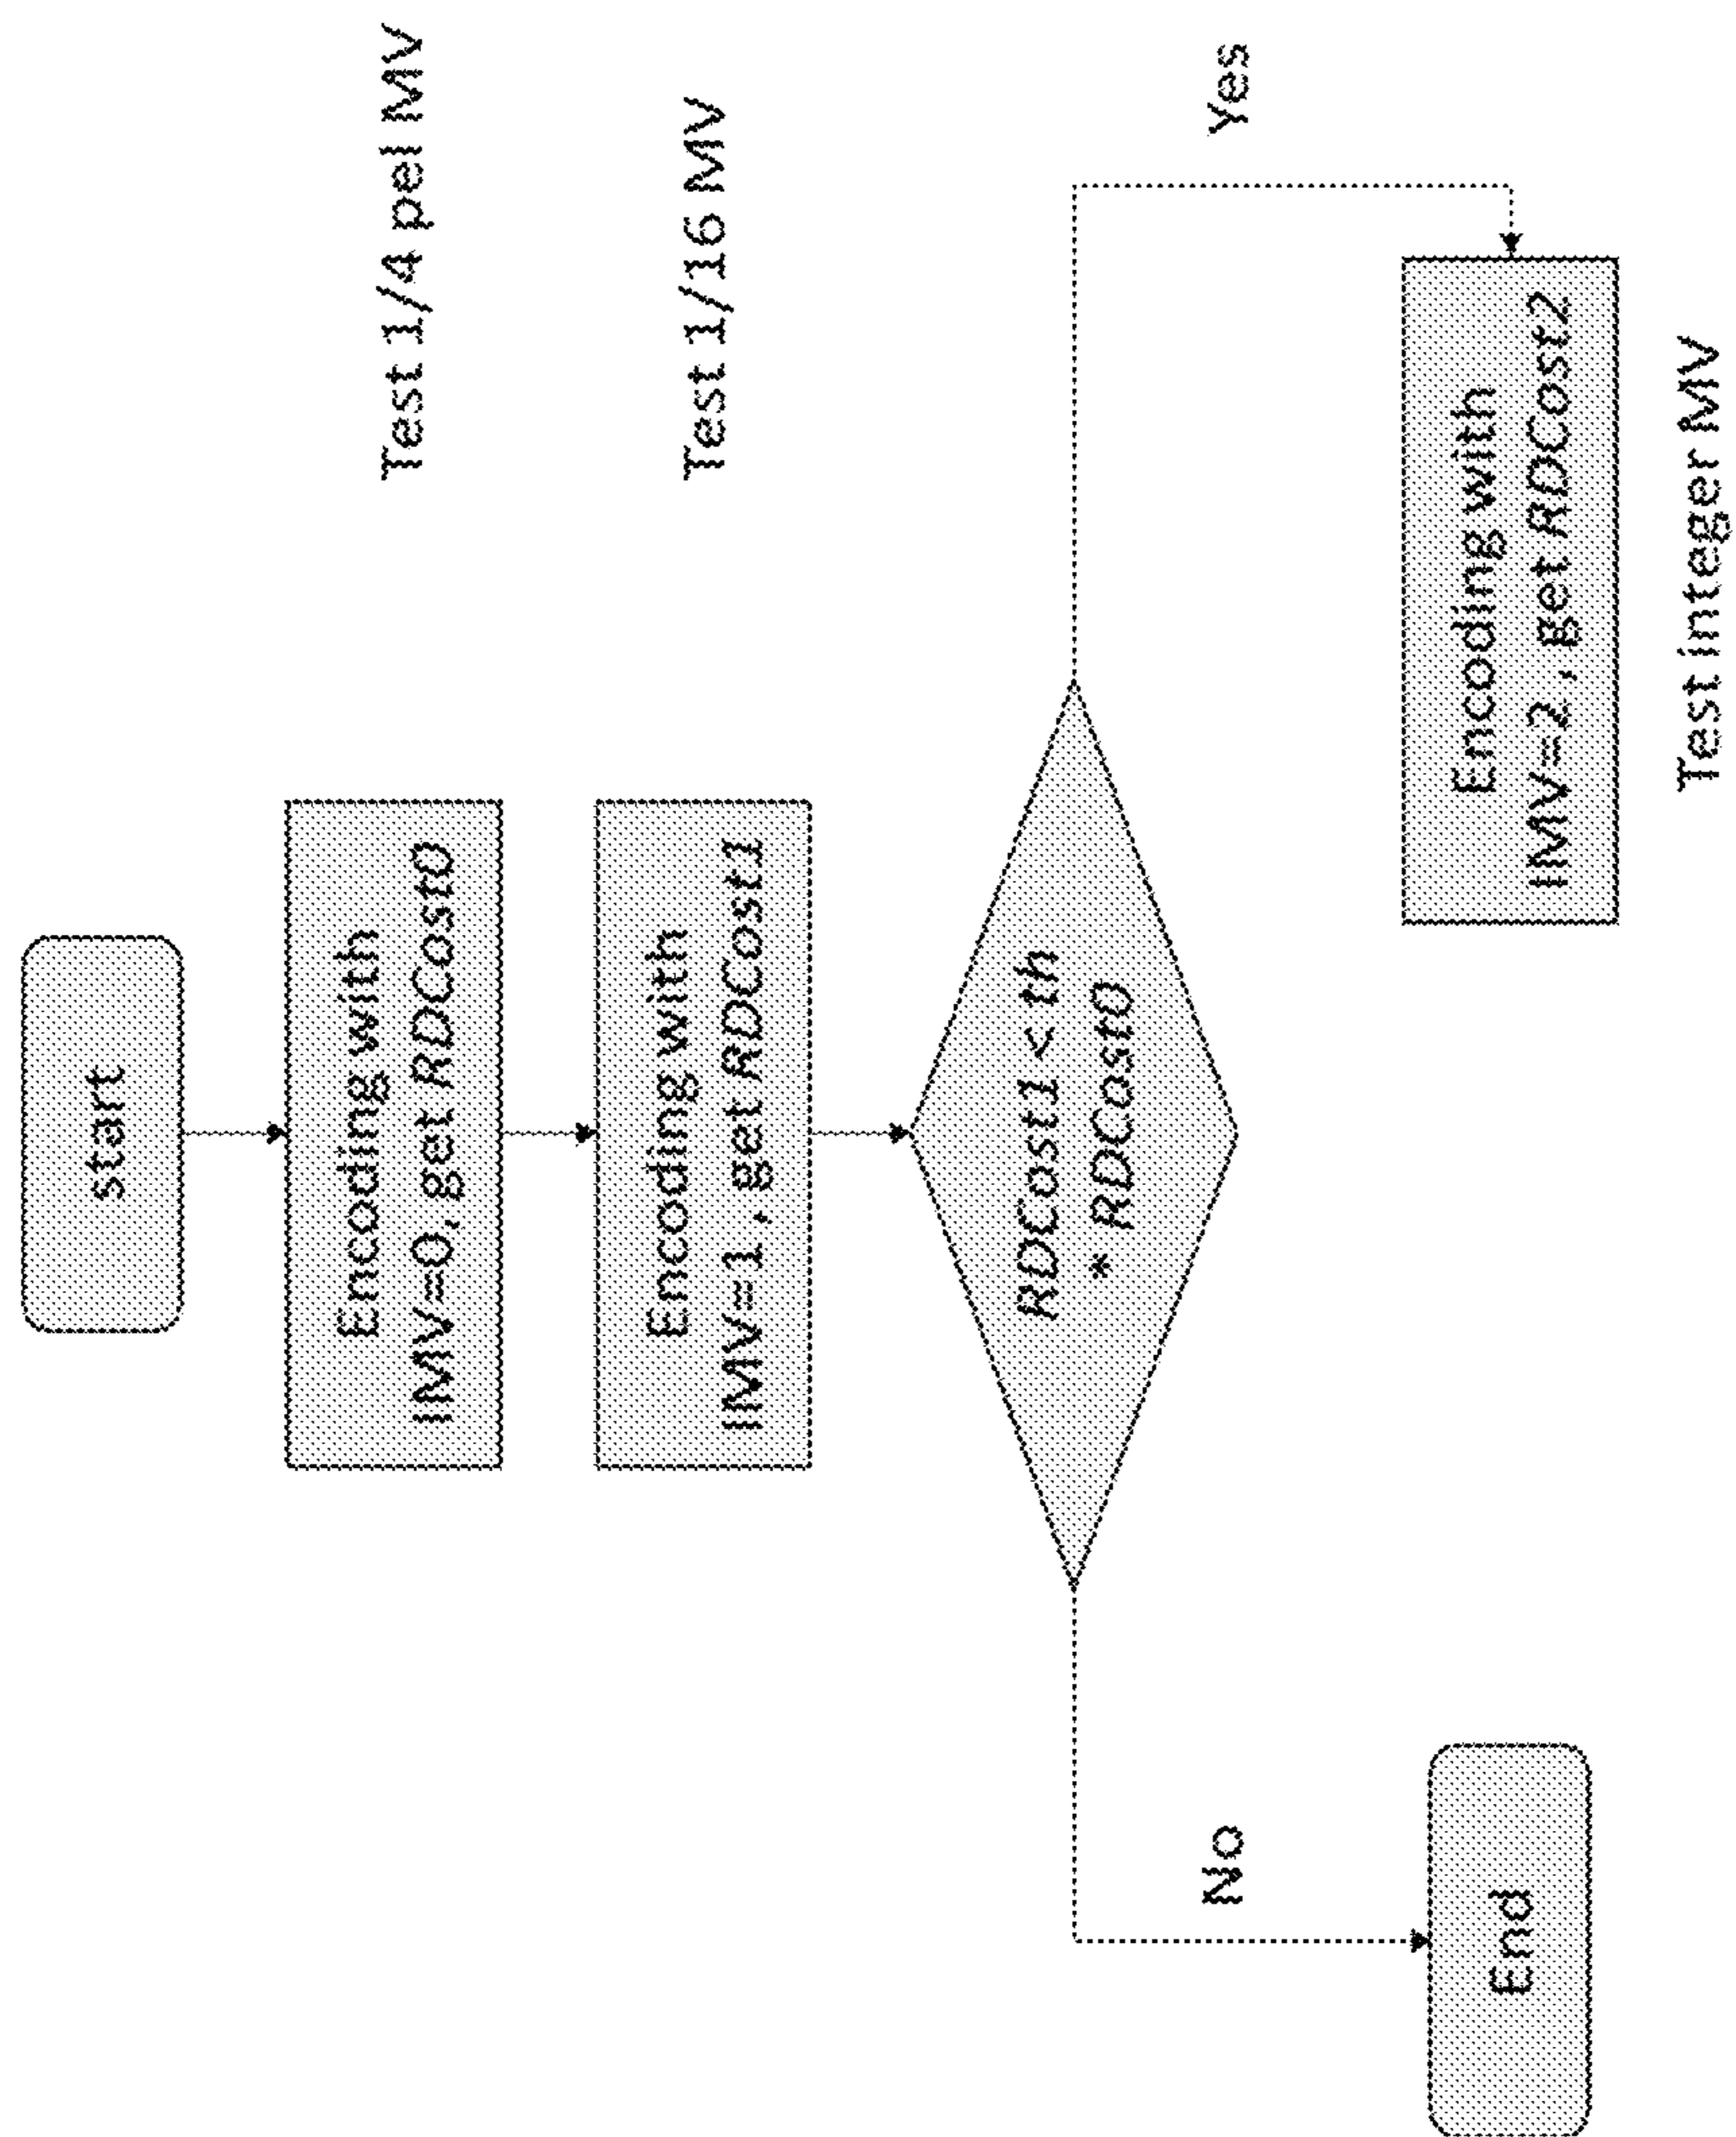 start
Encoding with
IMV=0, get RDCost0
Test 1/4 pel MV
Encoding with
IMV=1 , get RDCost1
Test 1/16 MV
RDCost1 < th
* RDCost0
No
Yes
End
Encoding with
IMV=2 , get RDCost2
Test integer MV